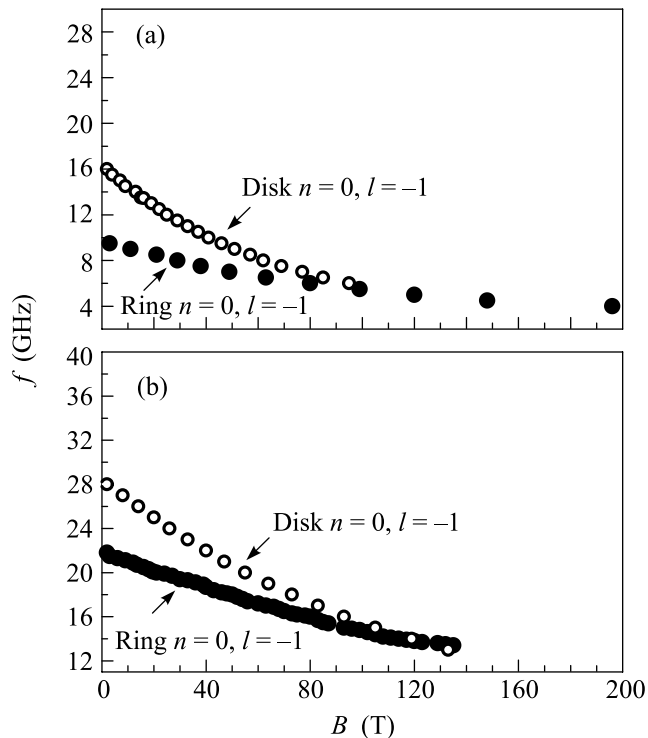 (a)
28
24
20
16
12
8
4
Disk n = 0, l = –1
Ring n = 0, l = –1
f (GHz)
(b)
40
36
32
28
24
20
16
12
Disk n = 0, l = –1
Ring n = 0, l = –1
0 40 80 120 160 200
B (T)